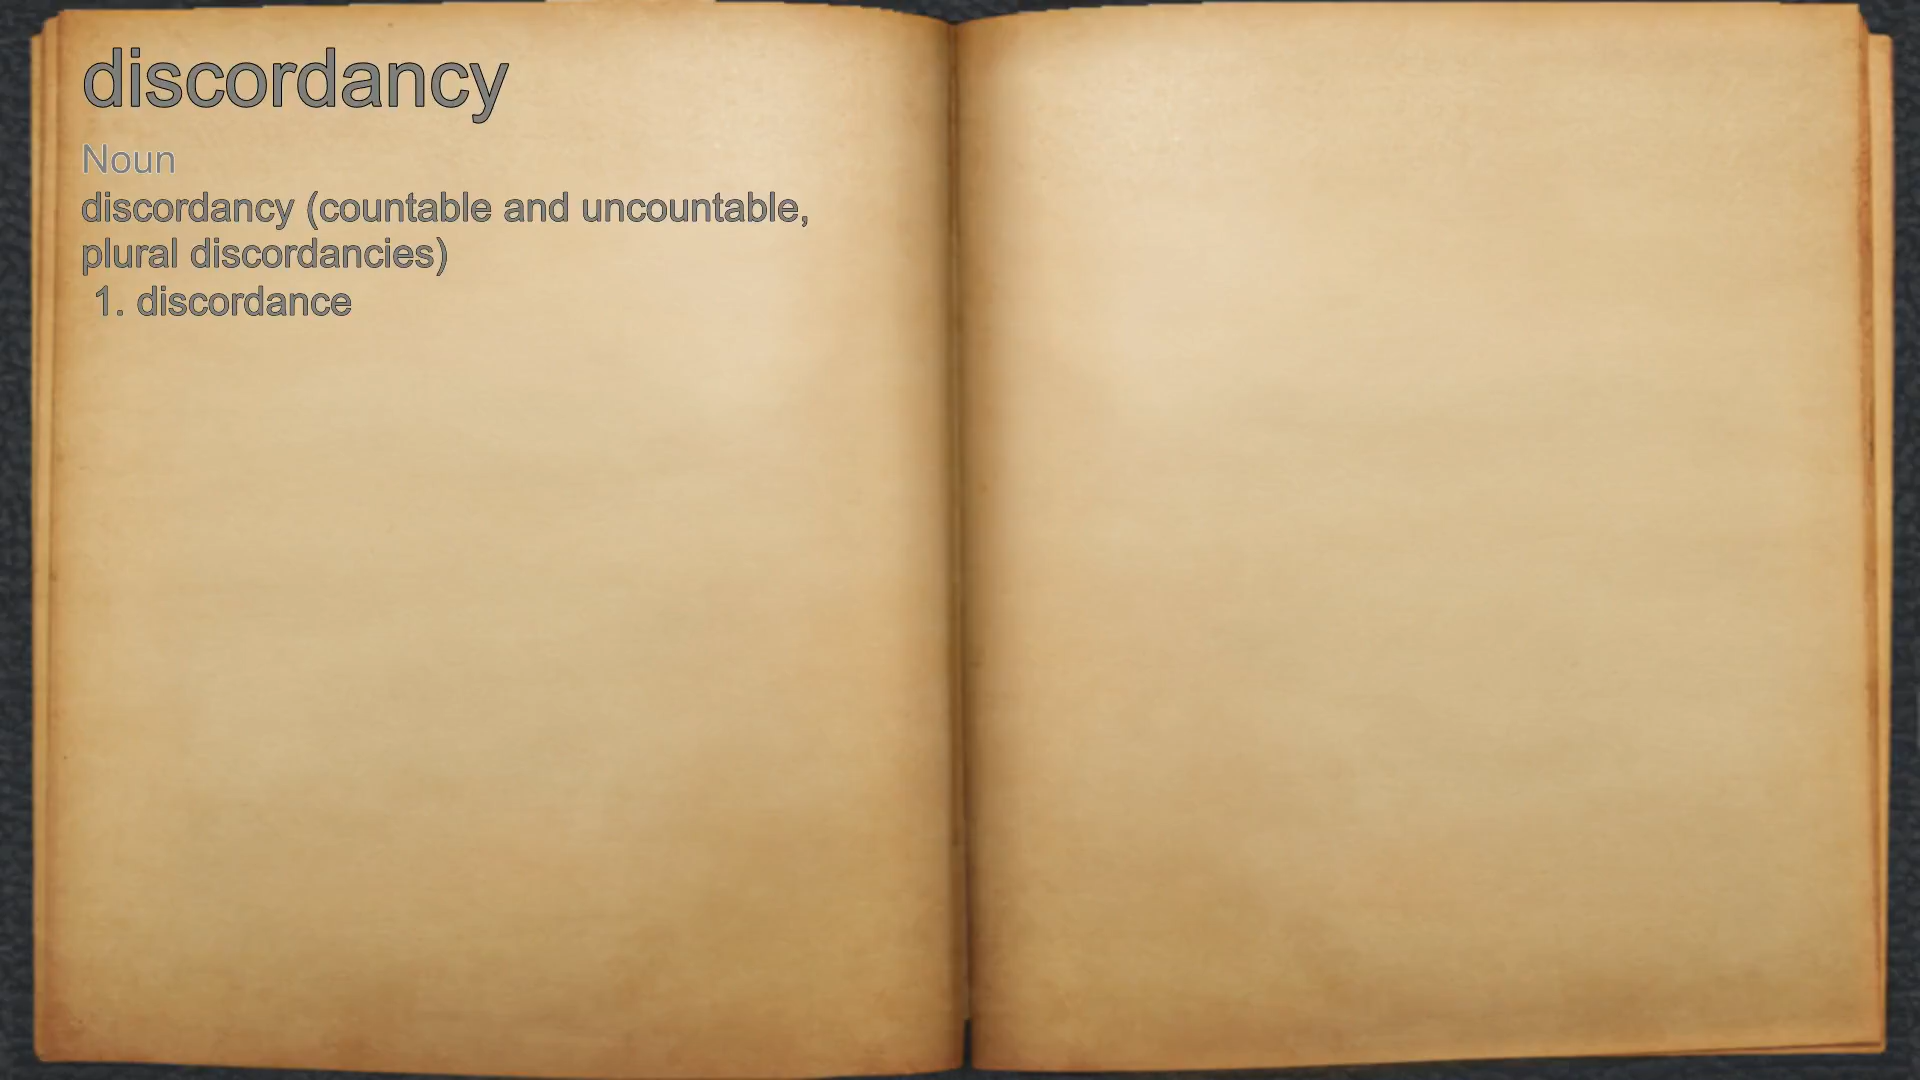 discordancy
Noun
discordancy (countable and uncountable,
plural discordancies)
1. discordance